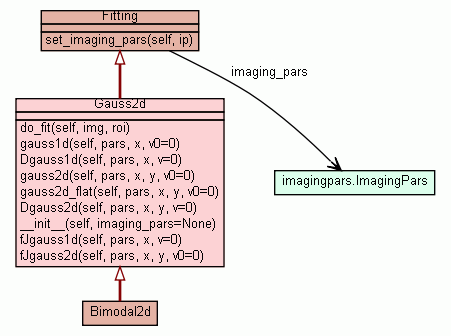 Fitting
set_imaging_pars(self, ip)
imaging_pars
Gauss2d
do_fit(self, img, roi)
gauss1d(self, pars, x, v0=0)
Dgauss1d(self, pars, x, v=0)
gauss2d(self, pars, x, y, v0=0)
gauss2d_flat(self, pars, x, y, v0=0)
Dgauss2d(self, pars, x, y, v=0)
__init__(self, imaging_pars=None)
fJgauss1d(self, pars, x, v=0)
fJgauss2d(self, pars, x, y, v0=0)
imagingpars.ImagingPars
Bimodal2d